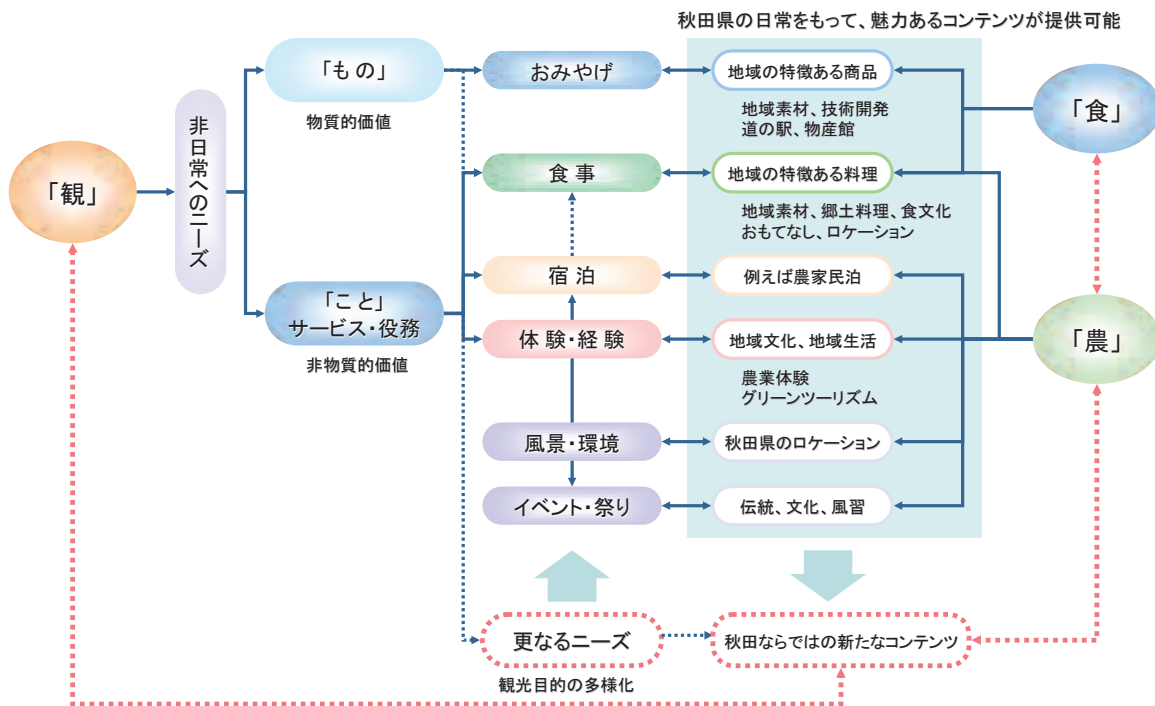 秋田県の日常をもって、魅力あるコンテンツが提供可能
「観」
非日常へのニーズ
「もの」
物質的価値
「こと」
サービス・役務
非物質的価値
おみやげ
食 事
宿 泊
体 験・経 験
風景・環境
イベント・祭り
地域の特徴ある商品
地域素材、技術開発
道の駅、物産館
地域の特徴ある料理
地域素材、郷土料理、食文化
おもてなし、ロケーション
例えば農家民泊
地域文化、地域生活
農業体験
グリーンツーリズム
秋田県のロケーション
伝統、文化、風習
「食」
「農」
更なるニーズ
観光目的の多様化
秋田ならではの新たなコンテンツ